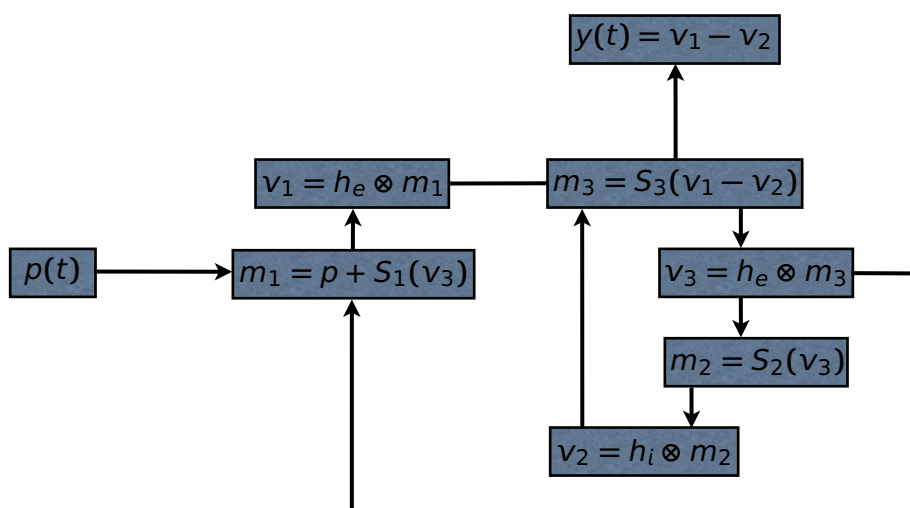 y(t) = v₁ − v₂
v₁ = hₑ ⊗ m₁
m₃ = S₃(v₁ − v₂)
p(t)
m₁ = p + S₁(v₃)
v₃ = hₑ ⊗ m₃
m₂ = S₂(v₃)
v₂ = hᵢ ⊗ m₂